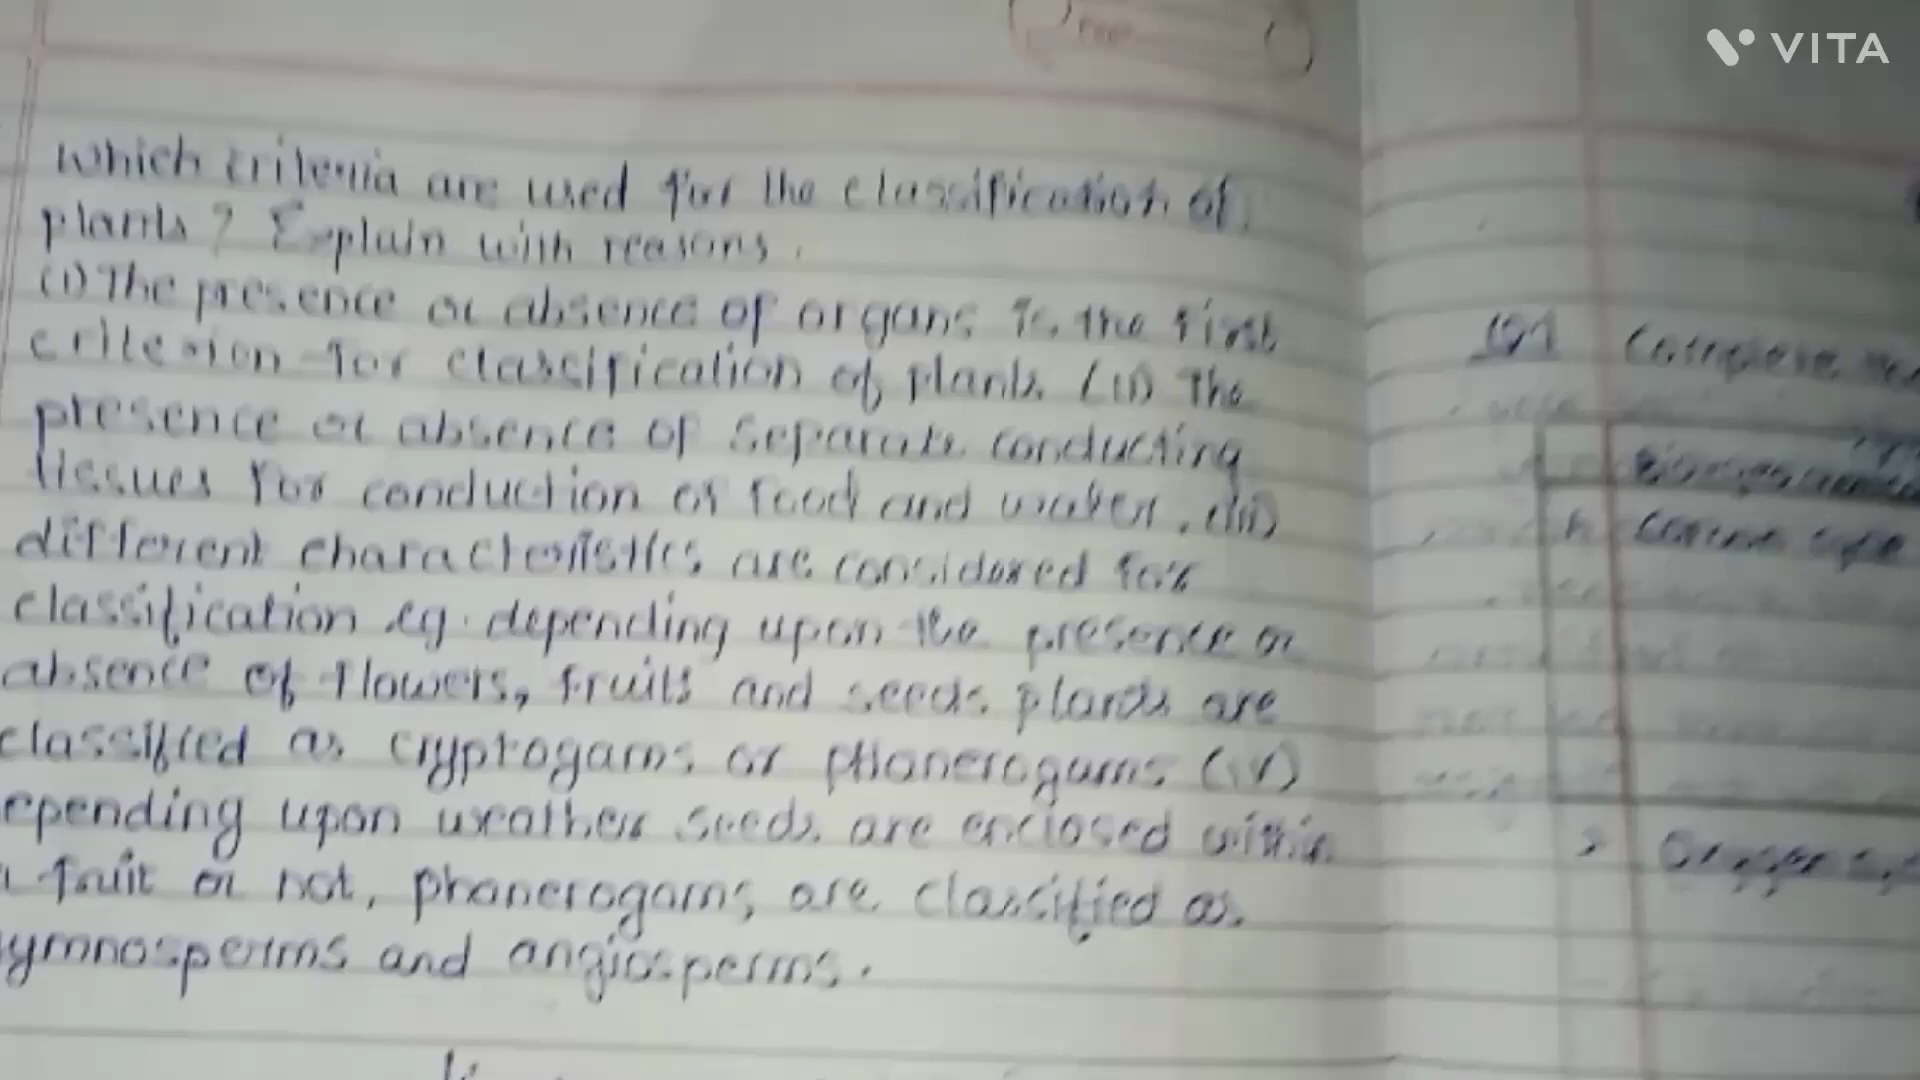 VITA
which criteria are used for the classification of
plants? Explain with reasons.
(i) The presence or absence of organs is the first
criterion for classification of plants. (ii) The
presence or absence of separate conducting
tissues for conduction of food and water. (iii)
different characteristics are considered for
classification eg. depending upon the presence or
absence of flowers, fruits and seeds plants are
classified as cryptogams or phanerogams (iv)
epending upon weather seeds are enclosed within
a fruit or not, phanerogams are classified as
ymnosperms and angiosperms.